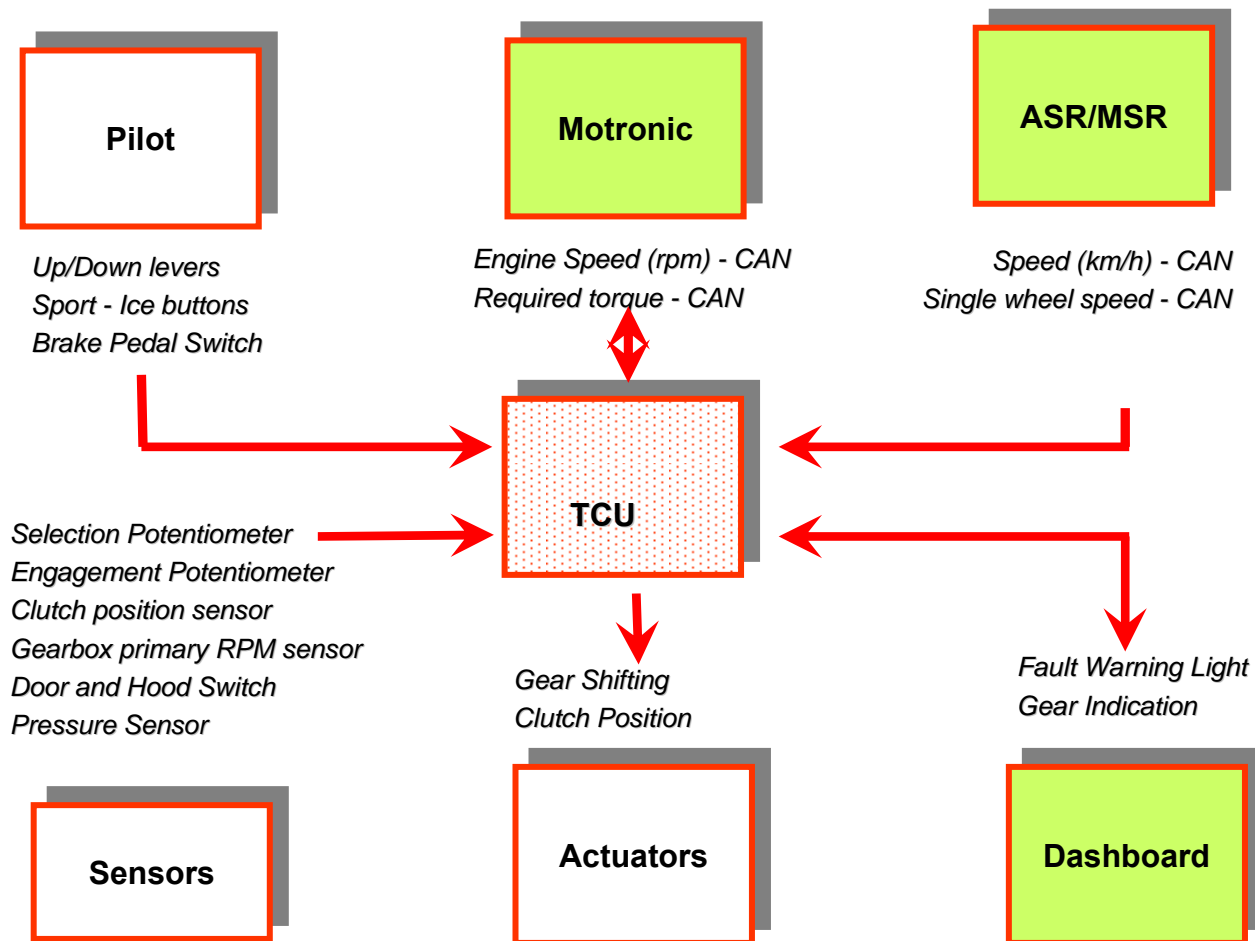 Pilot
Motronic
ASR/MSR
Up/Down levers
Sport - Ice buttons
Brake Pedal Switch
Engine Speed (rpm) - CAN
Required torque - CAN
Speed (km/h) - CAN
Single wheel speed - CAN
TCU
Selection Potentiometer
Engagement Potentiometer
Clutch position sensor
Gearbox primary RPM sensor
Door and Hood Switch
Pressure Sensor
Gear Shifting
Clutch Position
Fault Warning Light
Gear Indication
Sensors
Actuators
Dashboard